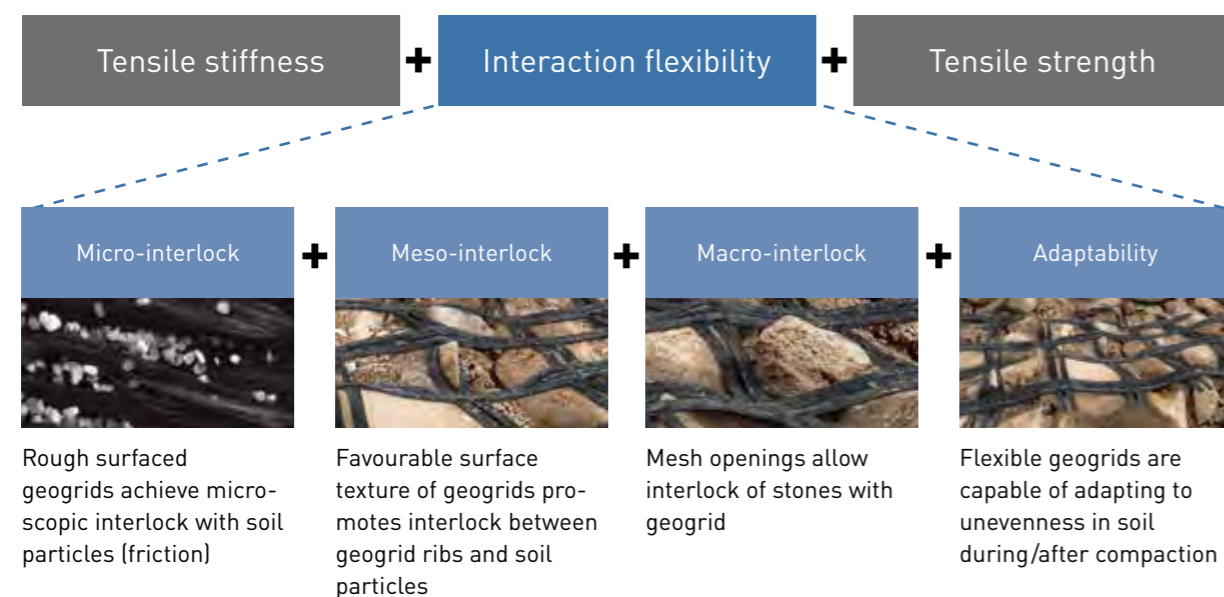 Tensile stiffness + Interaction flexibility + Tensile strength
Micro-interlock + Meso-interlock + Macro-interlock + Adaptability
Rough surfaced
geogrids achieve micro-
scopic interlock with soil
particles (friction)
Favourable surface
texture of geogrids pro-
motes interlock between
geogrid ribs and soil
particles
Mesh openings allow
interlock of stones with
geogrid
Flexible geogrids are
capable of adapting to
unevenness in soil
during/after compaction